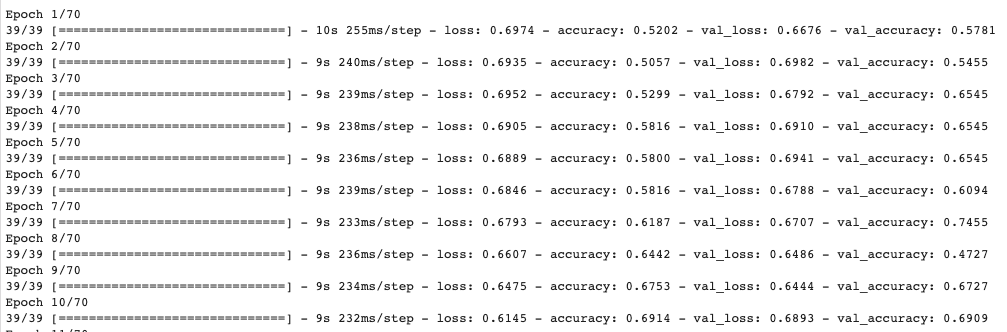 Epoch 1/70
39/39 [==============================] - 10s 255ms/step - loss: 0.6974 - accuracy: 0.5202 - val_loss: 0.6676 - val_accuracy: 0.5781
Epoch 2/70
39/39 [==============================] - 9s 240ms/step - loss: 0.6935 - accuracy: 0.5057 - val_loss: 0.6982 - val_accuracy: 0.5455
Epoch 3/70
39/39 [==============================] - 9s 239ms/step - loss: 0.6952 - accuracy: 0.5299 - val_loss: 0.6792 - val_accuracy: 0.6545
Epoch 4/70
39/39 [==============================] - 9s 238ms/step - loss: 0.6905 - accuracy: 0.5816 - val_loss: 0.6910 - val_accuracy: 0.6545
Epoch 5/70
39/39 [==============================] - 9s 236ms/step - loss: 0.6889 - accuracy: 0.5800 - val_loss: 0.6941 - val_accuracy: 0.6545
Epoch 6/70
39/39 [==============================] - 9s 239ms/step - loss: 0.6846 - accuracy: 0.5816 - val_loss: 0.6788 - val_accuracy: 0.6094
Epoch 7/70
39/39 [==============================] - 9s 233ms/step - loss: 0.6793 - accuracy: 0.6187 - val_loss: 0.6707 - val_accuracy: 0.7455
Epoch 8/70
39/39 [==============================] - 9s 236ms/step - loss: 0.6607 - accuracy: 0.6442 - val_loss: 0.6486 - val_accuracy: 0.4727
Epoch 9/70
39/39 [==============================] - 9s 234ms/step - loss: 0.6475 - accuracy: 0.6753 - val_loss: 0.6444 - val_accuracy: 0.6727
Epoch 10/70
39/39 [==============================] - 9s 232ms/step - loss: 0.6145 - accuracy: 0.6914 - val_loss: 0.6893 - val_accuracy: 0.6909